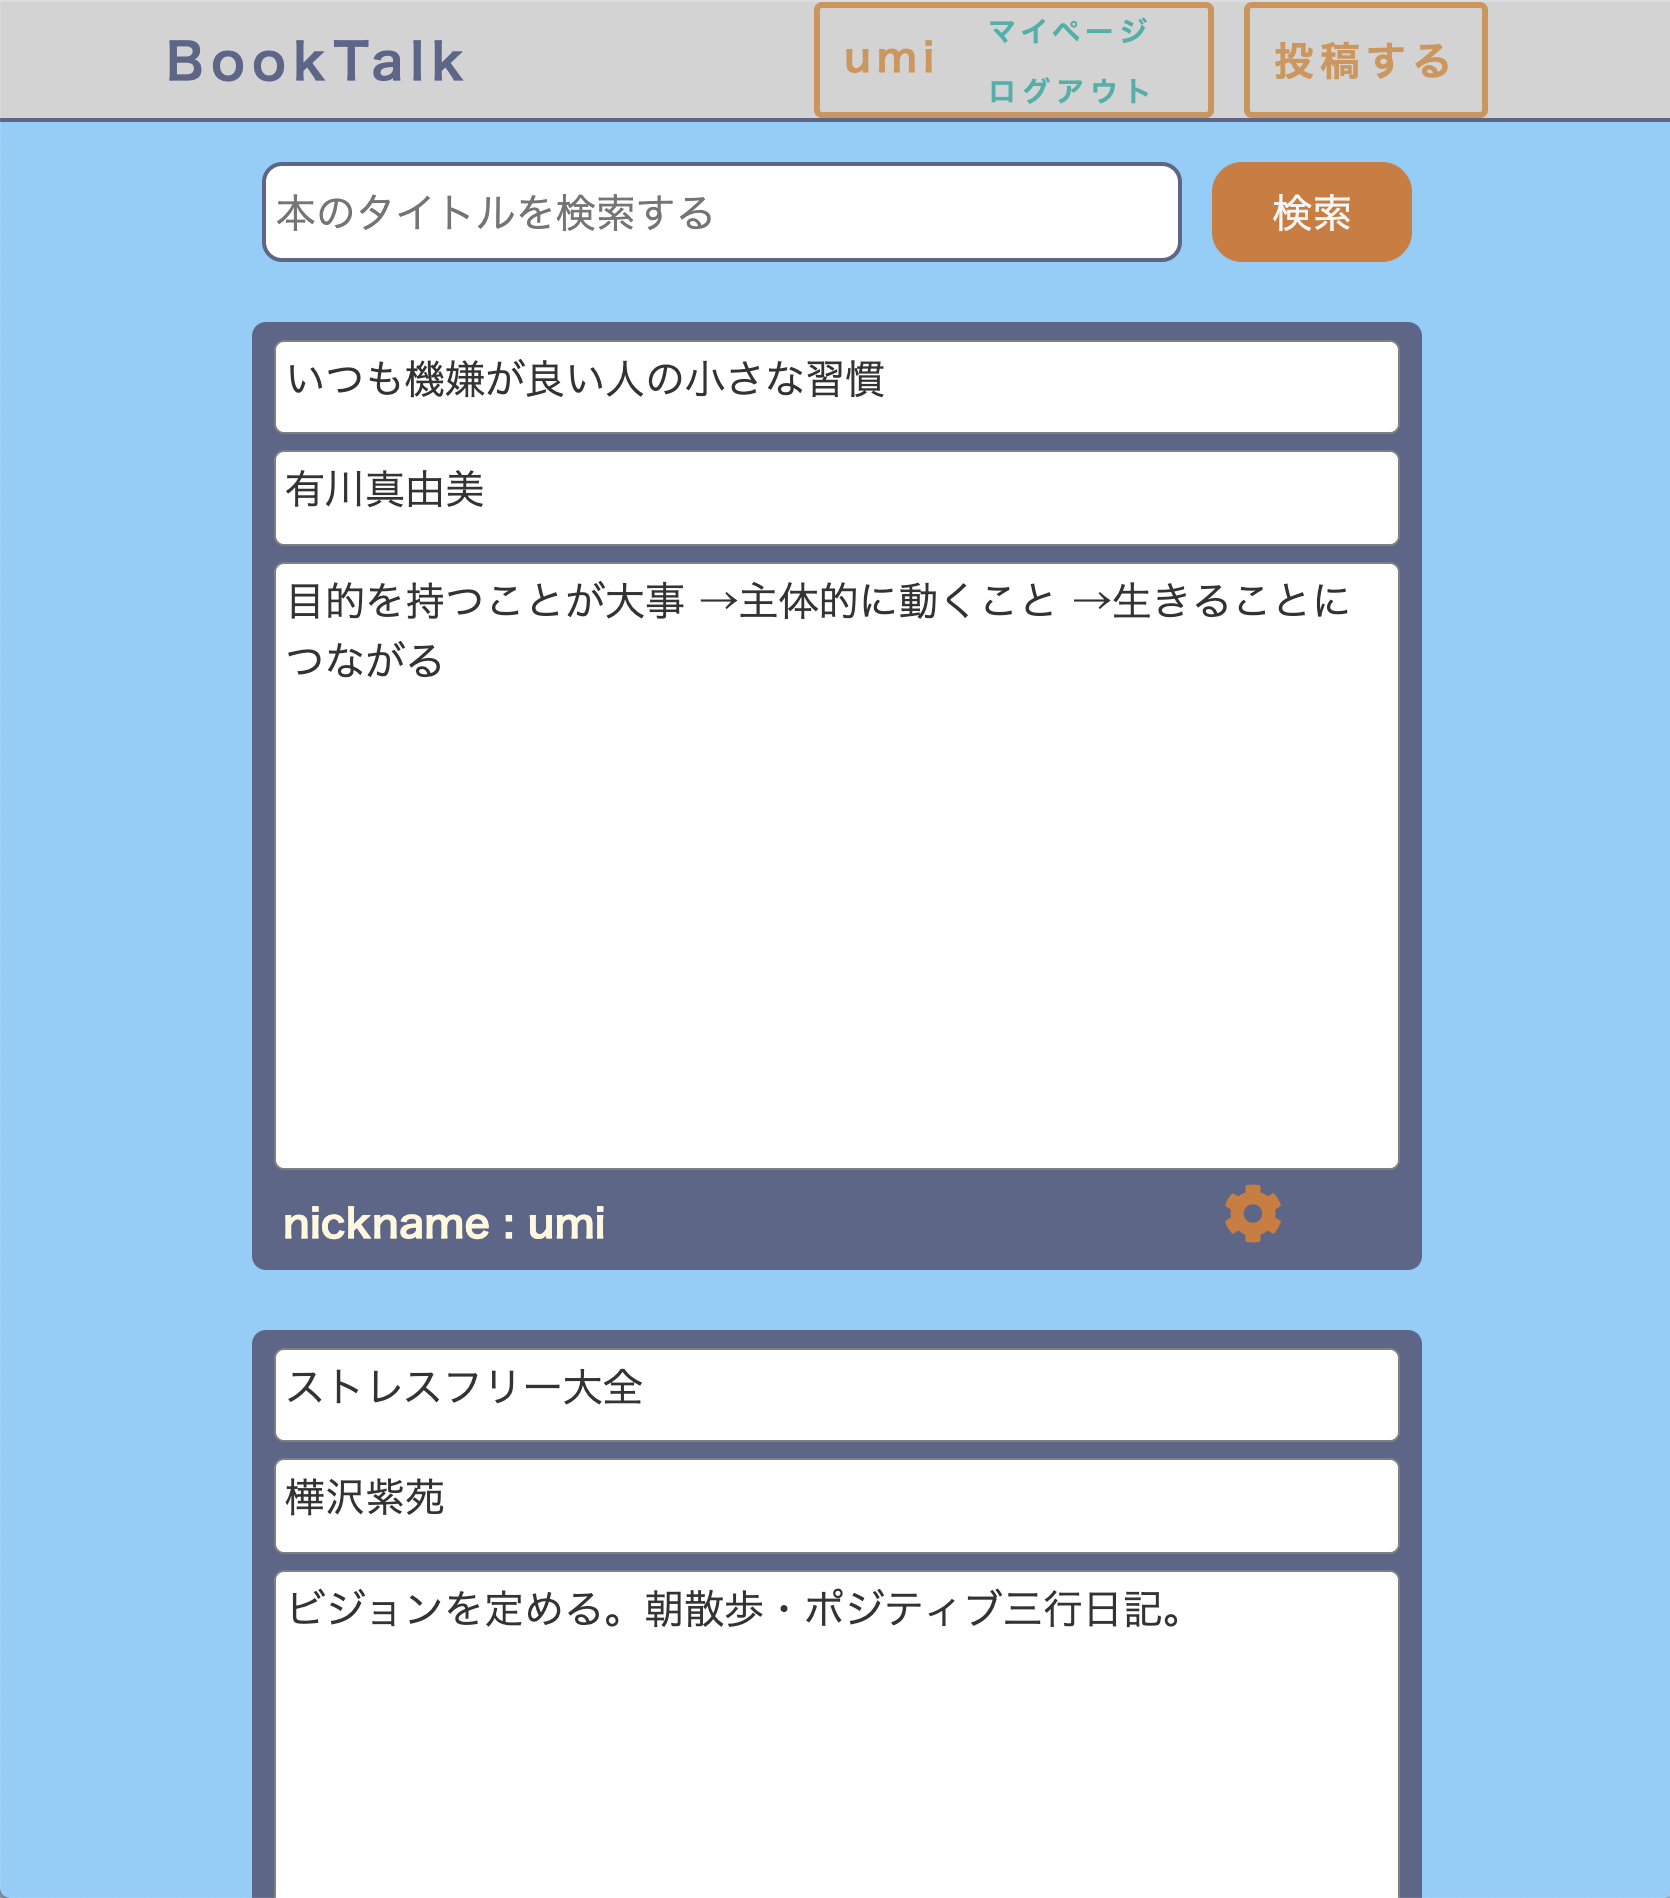 BookTalk
umi
マイページ
ログアウト
投稿する
本のタイトルを検索する
検索
いつも機嫌が良い人の小さな習慣
有川真由美
目的を持つことが大事 →主体的に動くこと →生きることに
つながる
nickname : umi
ストレスフリー大全
樺沢紫苑
ビジョンを定める。朝散歩・ポジティブ三行日記。